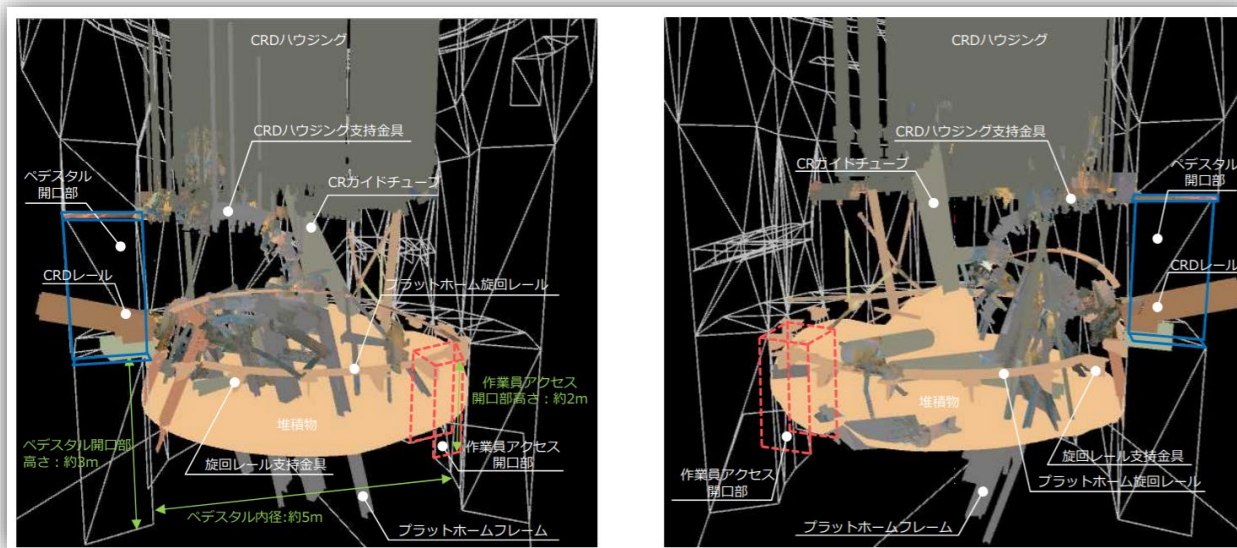 CRDハウジング
CRDハウジング支持金具
ペデスタル
開口部
CRガイドチューブ
CRDレール
プラットホーム旋回レール
作業員アクセス
開口部高さ：約2m
堆積物
ペデスタル開口部
高さ：約3m
旋回レール支持金具
作業員アクセス
開口部
ペデスタル内径:約5m
プラットホームフレーム
CRDハウジング
CRDハウジング支持金具
CRガイドチューブ
ペデスタル
開口部
CRDレール
堆積物
旋回レール支持金具
作業員アクセス
開口部
プラットホーム旋回レール
プラットホームフレーム